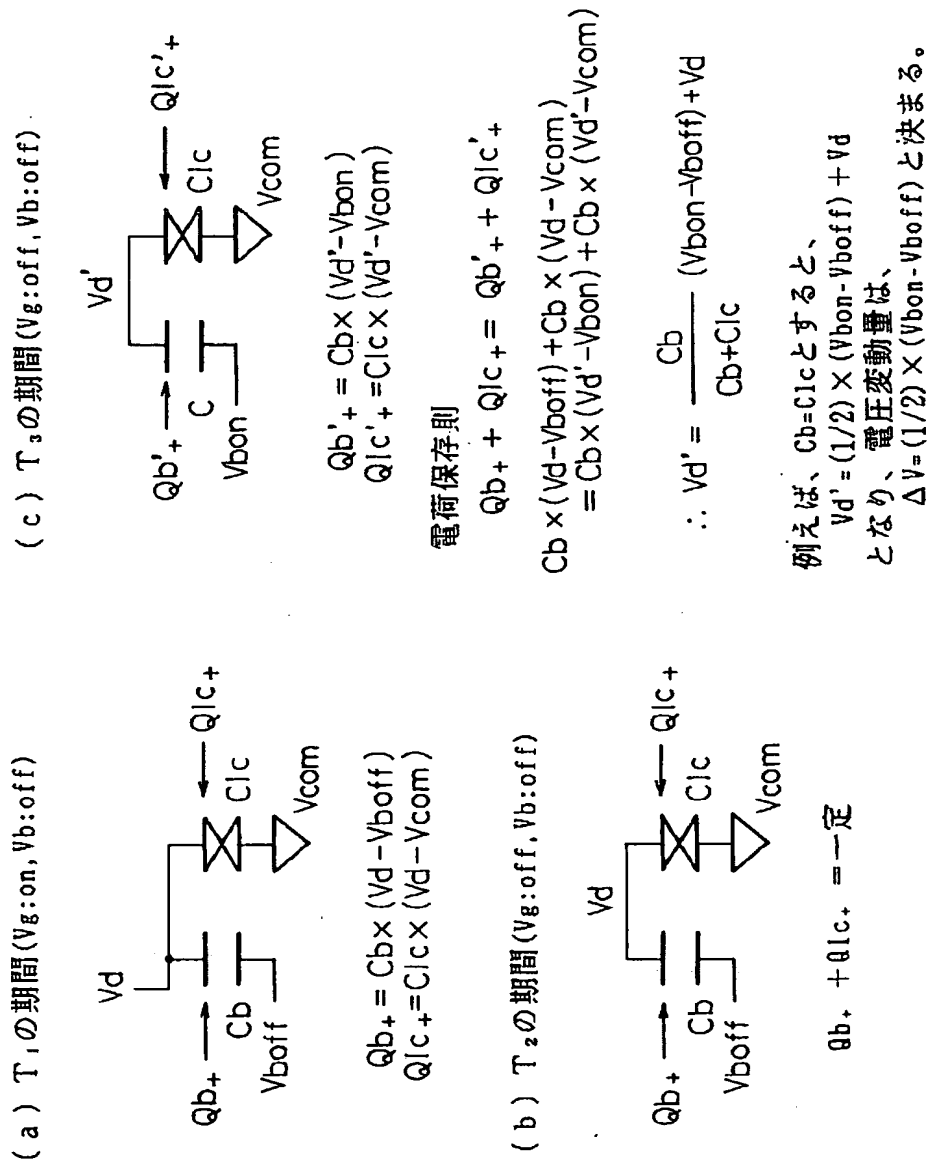 (a) T₁の期間(Vg:on, Vb:off)
Vd
Qb₊
Qlc₊
Cb
Clc
Vboff
Vcom
Qb₊ = Cb×(Vd-Vboff)
Qlc₊=Clc×(Vd-Vcom)
(b) T₂の期間(Vg:off, Vb:off)
Vd
Qb₊
Qlc₊
Cb
Clc
Vboff
Vcom
Qb₊ +Qlc₊ =一定
(c) T₃の期間(Vg:off, Vb:off)
Vd'
Qb'₊
Qlc'₊
C
Clc
Vbon
Vcom
Qb'₊ = Cb×(Vd'-Vbon)
Qlc'₊ =Clc×(Vd'-Vcom)
電荷保存則
Qb₊ + Qlc₊ = Qb'₊ + Qlc'₊
Cb×(Vd-Vboff)+Cb×(Vd-Vcom)
=Cb×(Vd'-Vbon)+Cb×(Vd'-Vcom)
Cb
∴ Vd' = (Vbon-Vboff)+Vd
Cb+Clc
例えば、Cb=Clcとすると、
Vd'=(1/2)×(Vbon-Vboff)+Vd
となり、電圧変動量は、
ΔV=(1/2)×(Vbon-Vboff)と決まる。